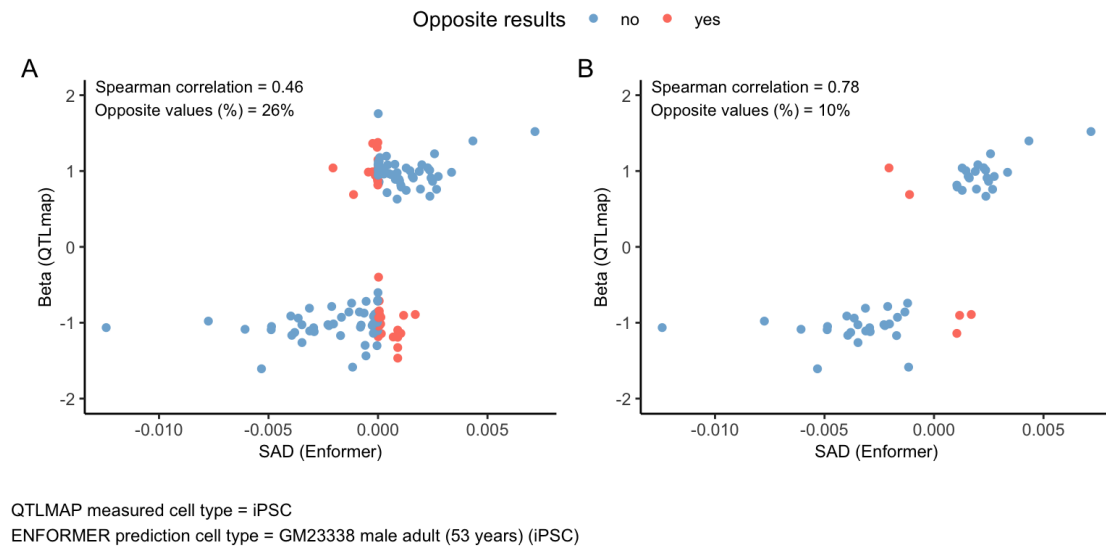 Opposite results no yes
A
Spearman correlation = 0.46
Opposite values (%) = 26%
2
1
0
-1
-2
Beta (QTLmap)
-0.010 -0.005 0.000 0.005
SAD (Enformer)
B
Spearman correlation = 0.78
Opposite values (%) = 10%
2
1
0
-1
-2
Beta (QTLmap)
-0.010 -0.005 0.000 0.005
SAD (Enformer)
QTLMAP measured cell type = iPSC
ENFORMER prediction cell type = GM23338 male adult (53 years) (iPSC)